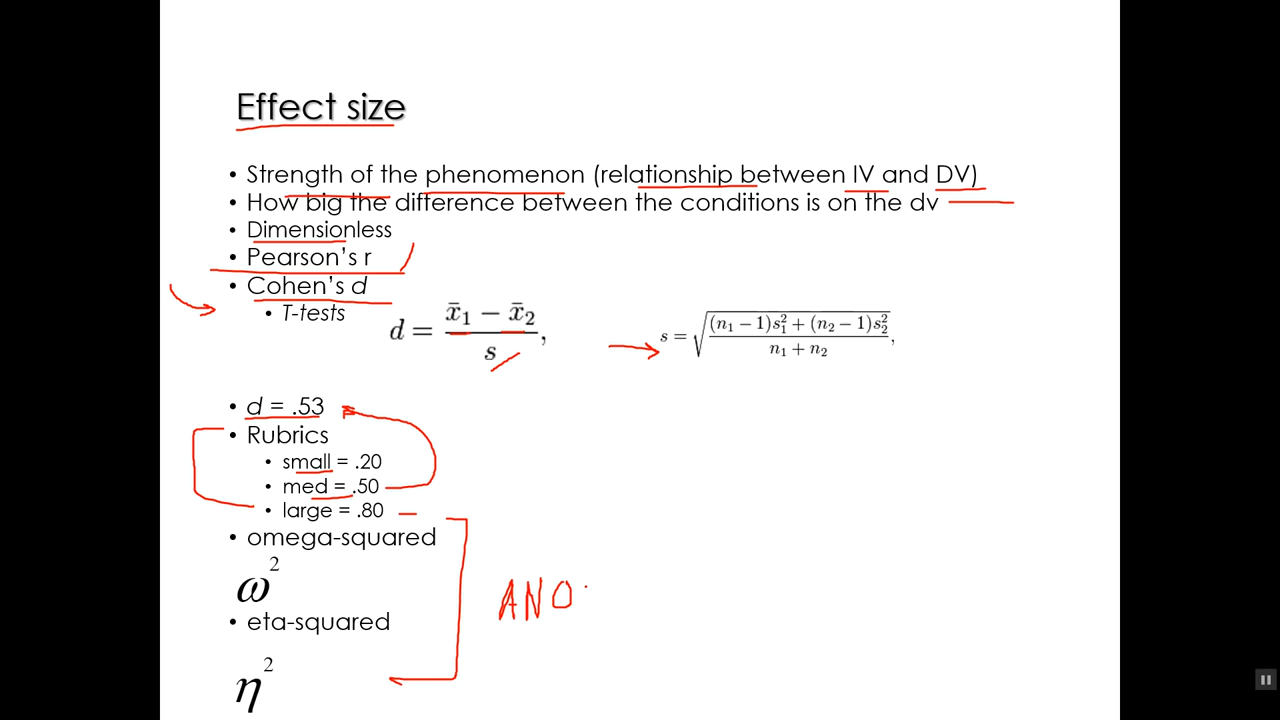 Effect size
• Strength of the phenomenon (relationship between IV and DV)
• How big the difference between the conditions is on the dv
• Dimensionless
• Pearson's r
• Cohen's d
• T-tests
d = x̄₁ − x̄₂ / s,
s = √((n₁ − 1)s₁² + (n₂ − 1)s₂² / n₁ + n₂),
• d = .53
• Rubrics
• small = .20
• med = .50
• large = .80
• omega-squared
ω²
ANO
• eta-squared
η²